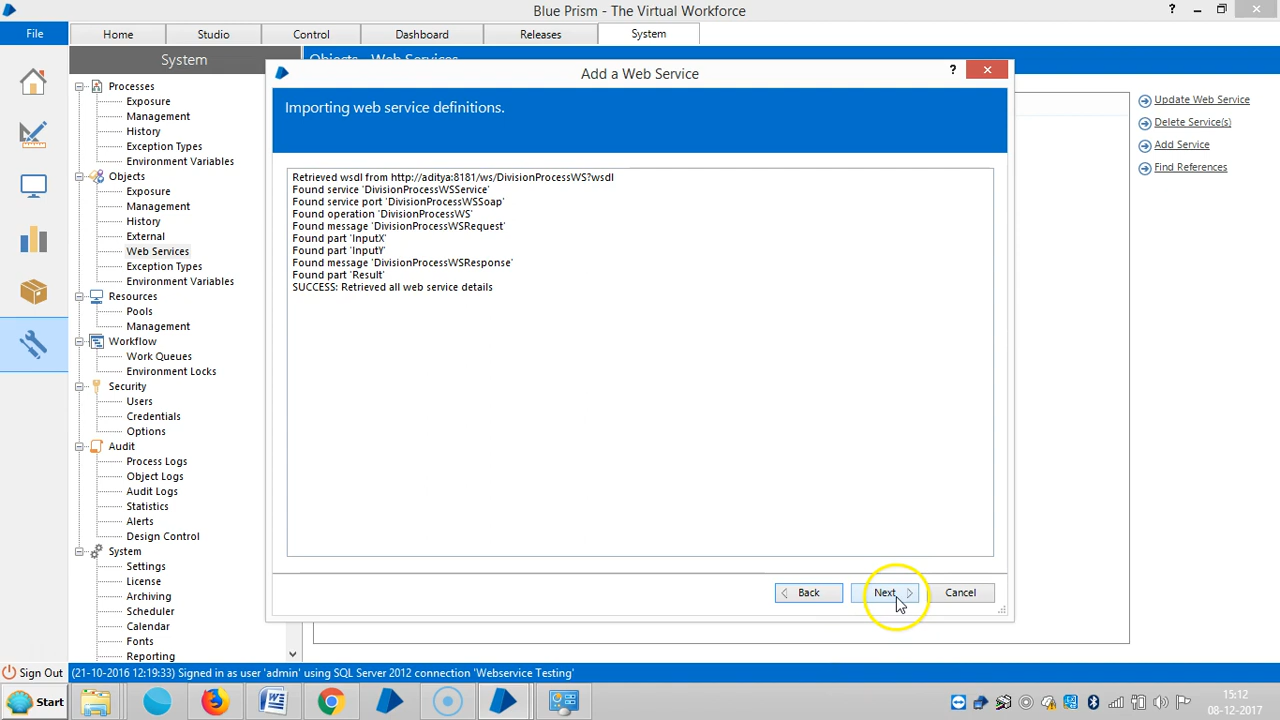 Blue Prism - The Virtual Workforce
?
File
Home
Studio
Control
Dashboard
Releases
System
System
Objects - Web Services
Processes
Exposure
Management
History
Exception Types
Environment Variables
Objects
Exposure
Management
History
External
Web Services
Exception Types
Environment Variables
Resources
Pools
Management
Workflow
Work Queues
Environment Locks
Security
Users
Credentials
Options
Audit
Process Logs
Object Logs
Audit Logs
Statistics
Alerts
Design Control
System
Settings
License
Archiving
Scheduler
Calendar
Fonts
Reporting
Add a Web Service
?
Importing web service definitions.
Retrieved wsdl from http://aditya:8181/ws/DivisionProcessWS?wsdl
Found service 'DivisionProcessWSService'
Found service port 'DivisionProcessWSSoap'
Found operation 'DivisionProcessWS'
Found message 'DivisionProcessWSRequest'
Found part 'InputX'
Found part 'InputY'
Found message 'DivisionProcessWSResponse'
Found part 'Result'
SUCCESS: Retrieved all web service details
Back
Next
Cancel
Update Web Service
Delete Service(s)
Add Service
Find References
Sign Out
(21-10-2016 12:19:33) Signed in as user 'admin' using SQL Server 2012 connection 'Webservice Testing'
Start
15:12
08-12-2017